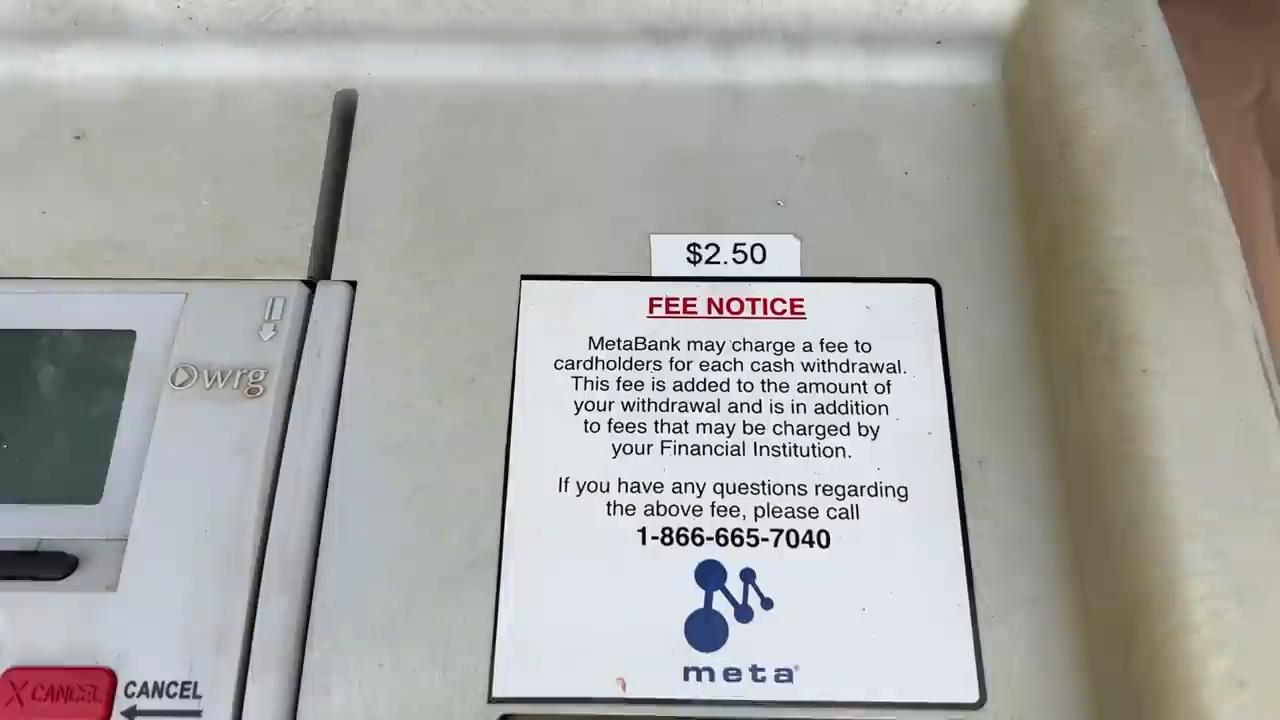 $2.50
FEE NOTICE
MetaBank may charge a fee to
cardholders for each cash withdrawal.
This fee is added to the amount of
your withdrawal and is in addition
to fees that may be charged by
your Financial Institution.
If you have any questions regarding
the above fee, please call
1-866-665-7040
meta®
wrg
X CANCEL
CANCEL